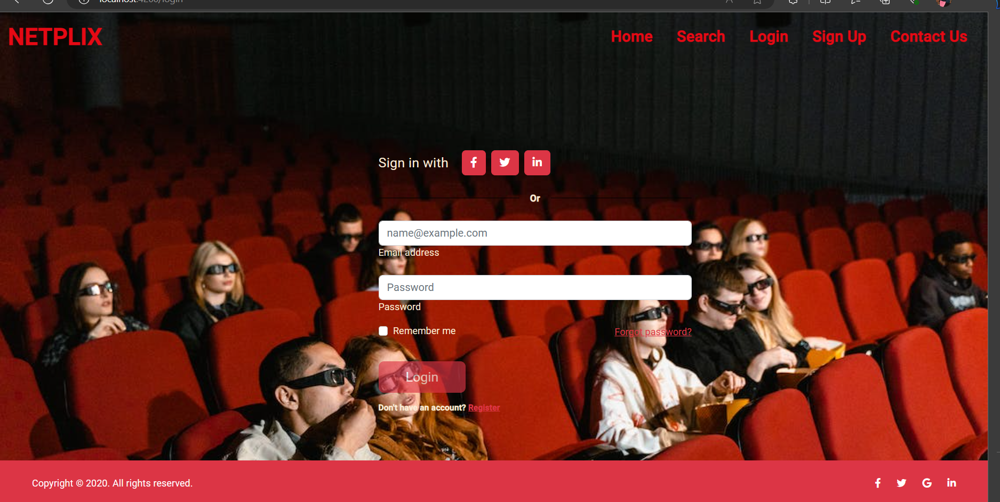 localhost:4200/login
NETPLIX
Home Search Login Sign Up Contact Us
Sign in with
Or
name@example.com
Email address
Password
Password
Remember me Forgot password?
Login
Don't have an account? Register
Copyright © 2020. All rights reserved.